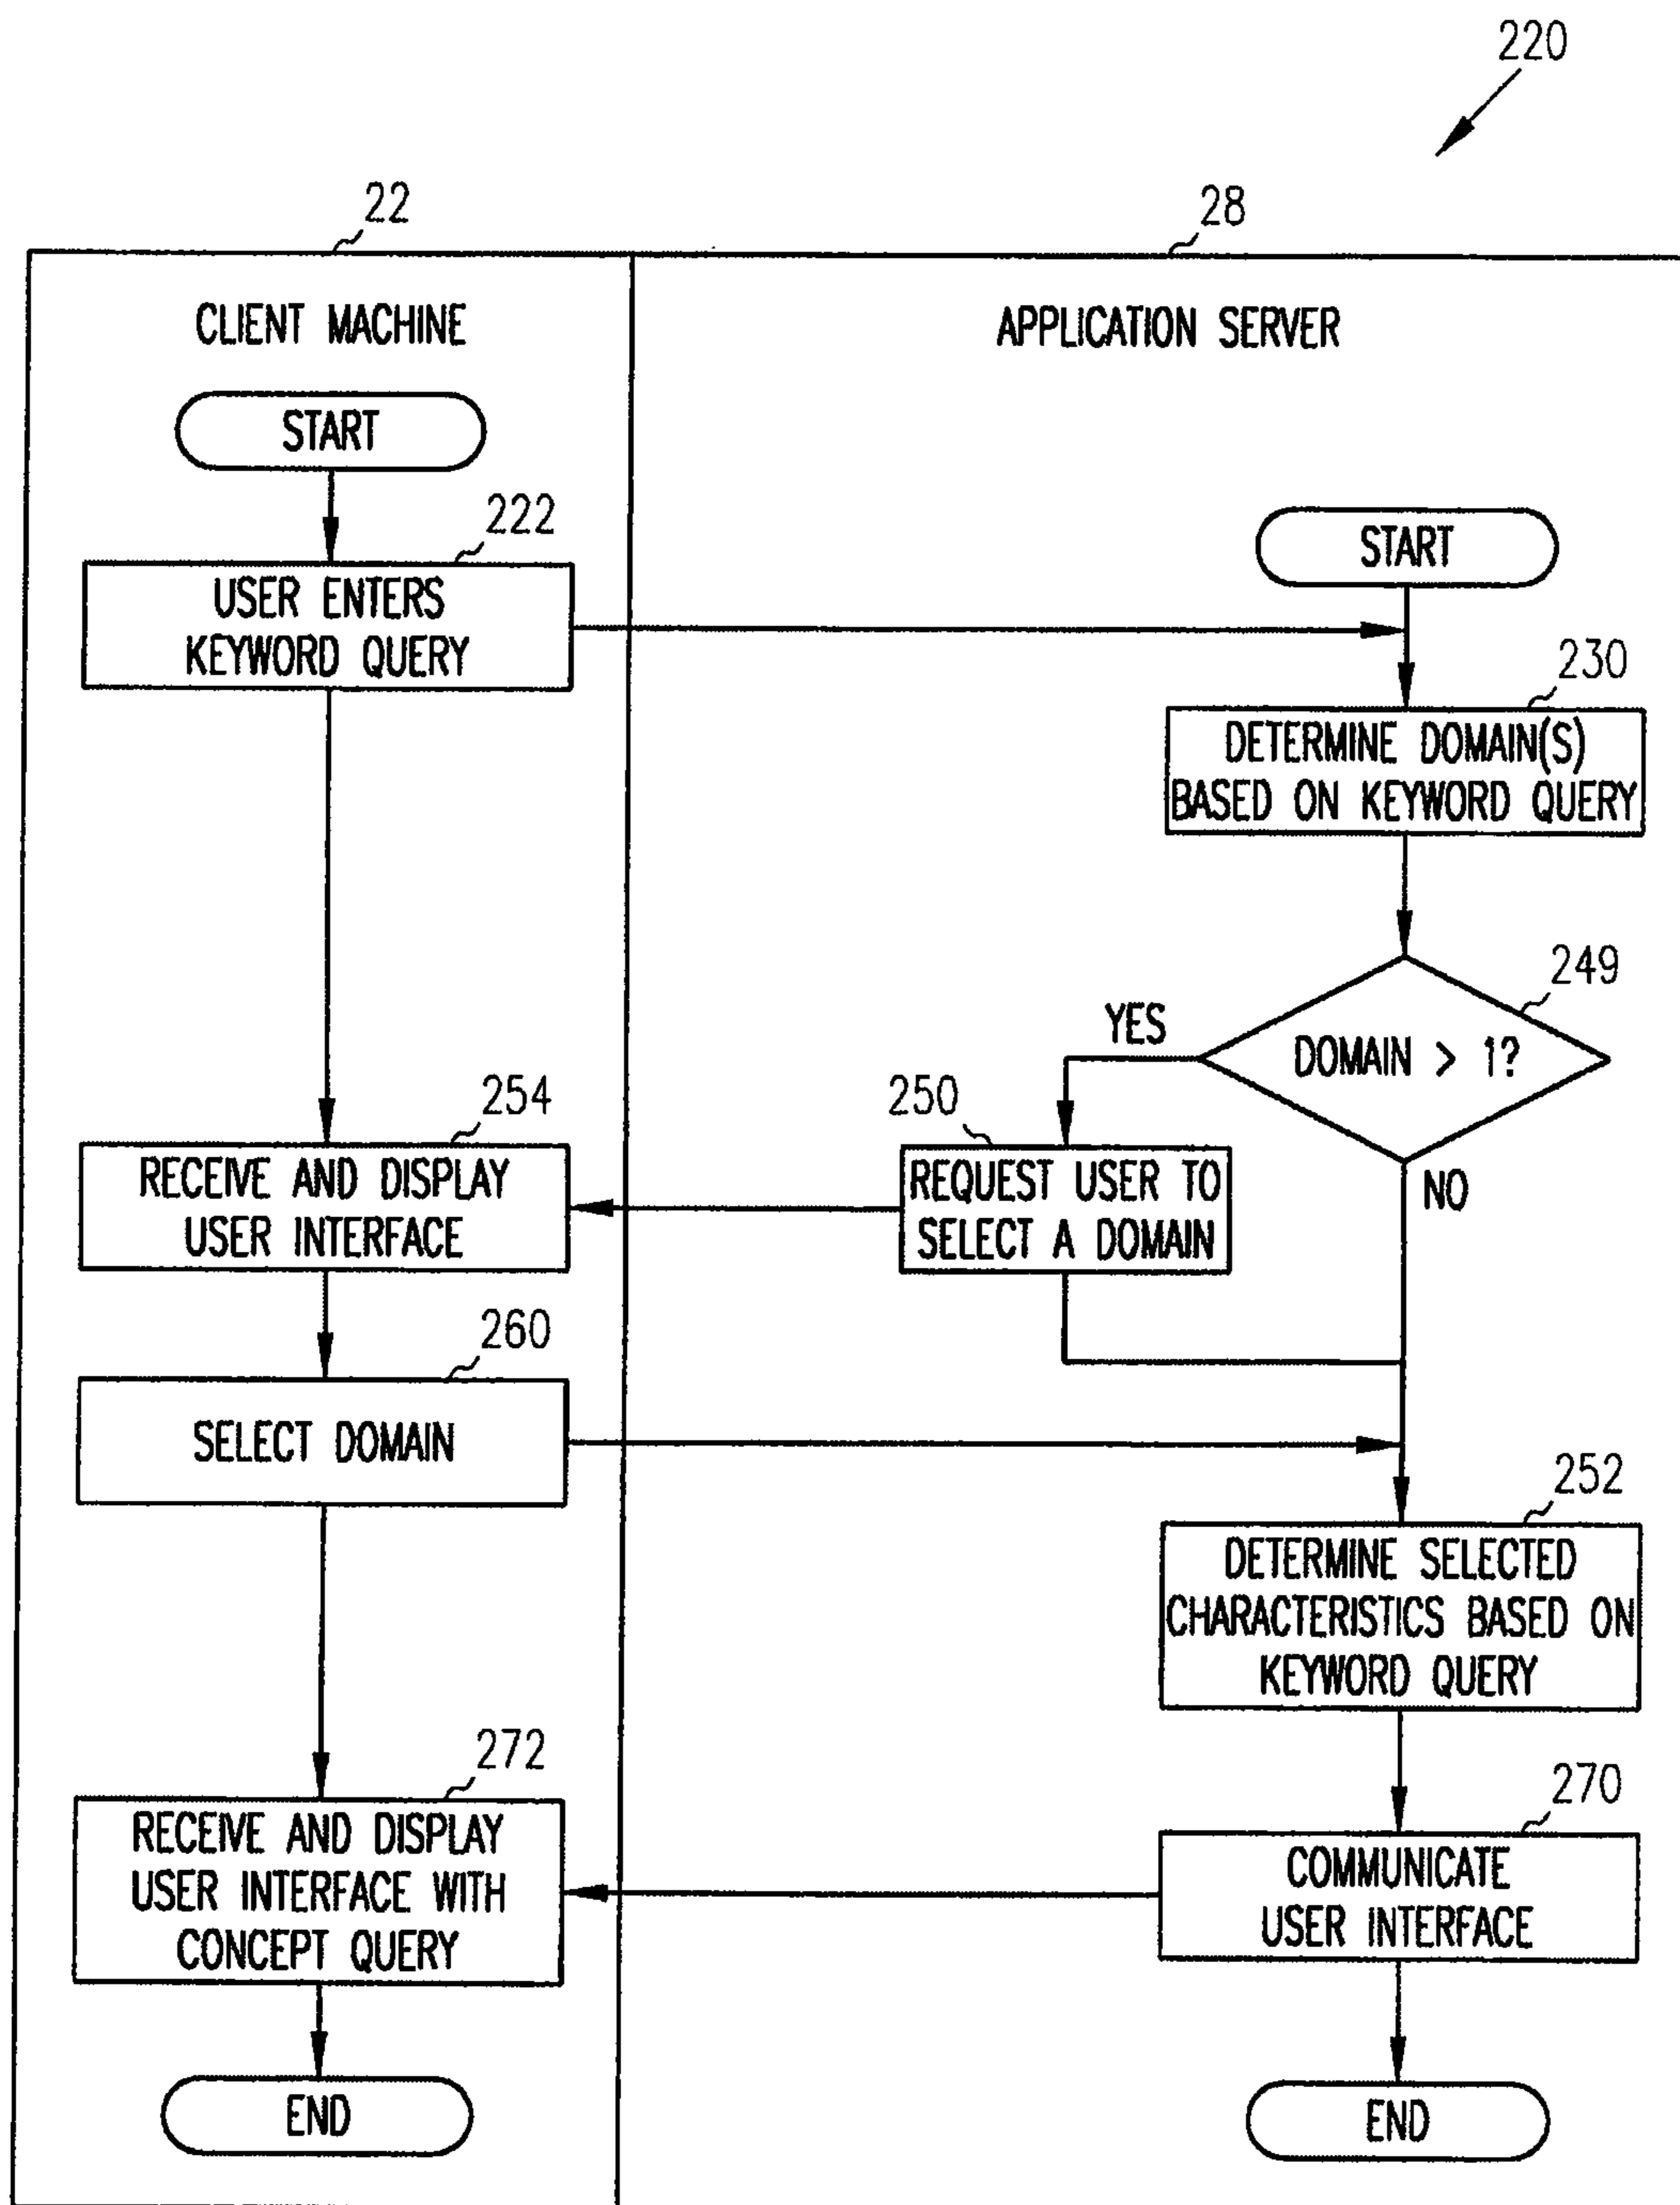 220
22
28
CLIENT MACHINE
APPLICATION SERVER
START
222
USER ENTERS
KEYWORD QUERY
START
230
DETERMINE DOMAIN(S)
BASED ON KEYWORD QUERY
249
DOMAIN > 1?
YES
NO
250
REQUEST USER TO
SELECT A DOMAIN
254
RECEIVE AND DISPLAY
USER INTERFACE
260
SELECT DOMAIN
252
DETERMINE SELECTED
CHARACTERISTICS BASED ON
KEYWORD QUERY
270
COMMUNICATE
USER INTERFACE
272
RECEIVE AND DISPLAY
USER INTERFACE WITH
CONCEPT QUERY
END
END